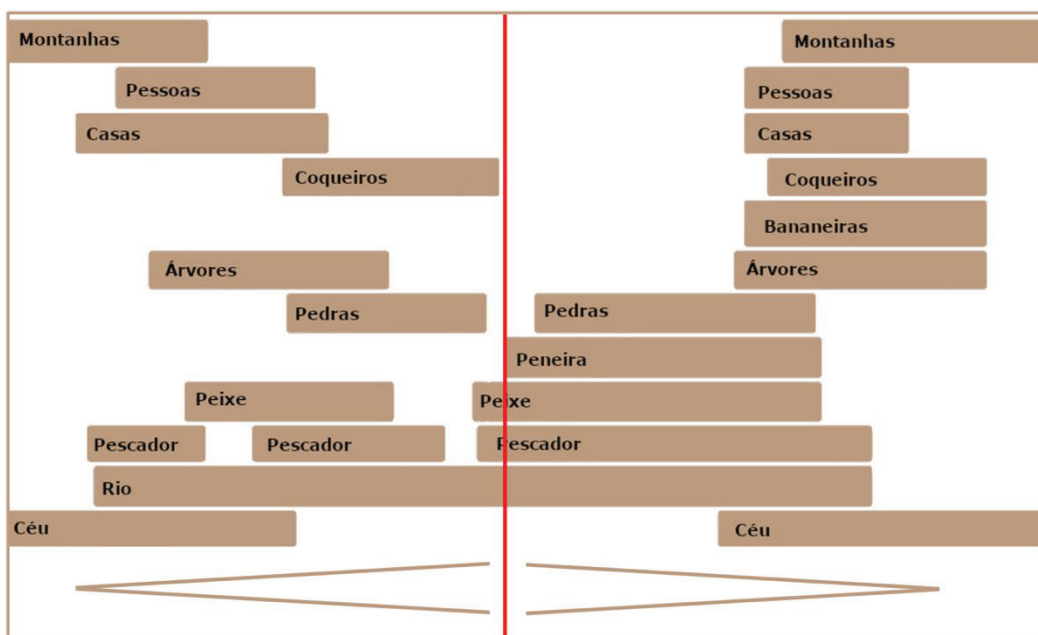 Montanhas Montanhas
Pessoas Pessoas
Casas Casas
Coqueiros Coqueiros
Bananeiras
Árvores Árvores
Pedras Pedras
Peneira
Peixe Peixe
Pescador Pescador Pescador
Rio
Céu Céu